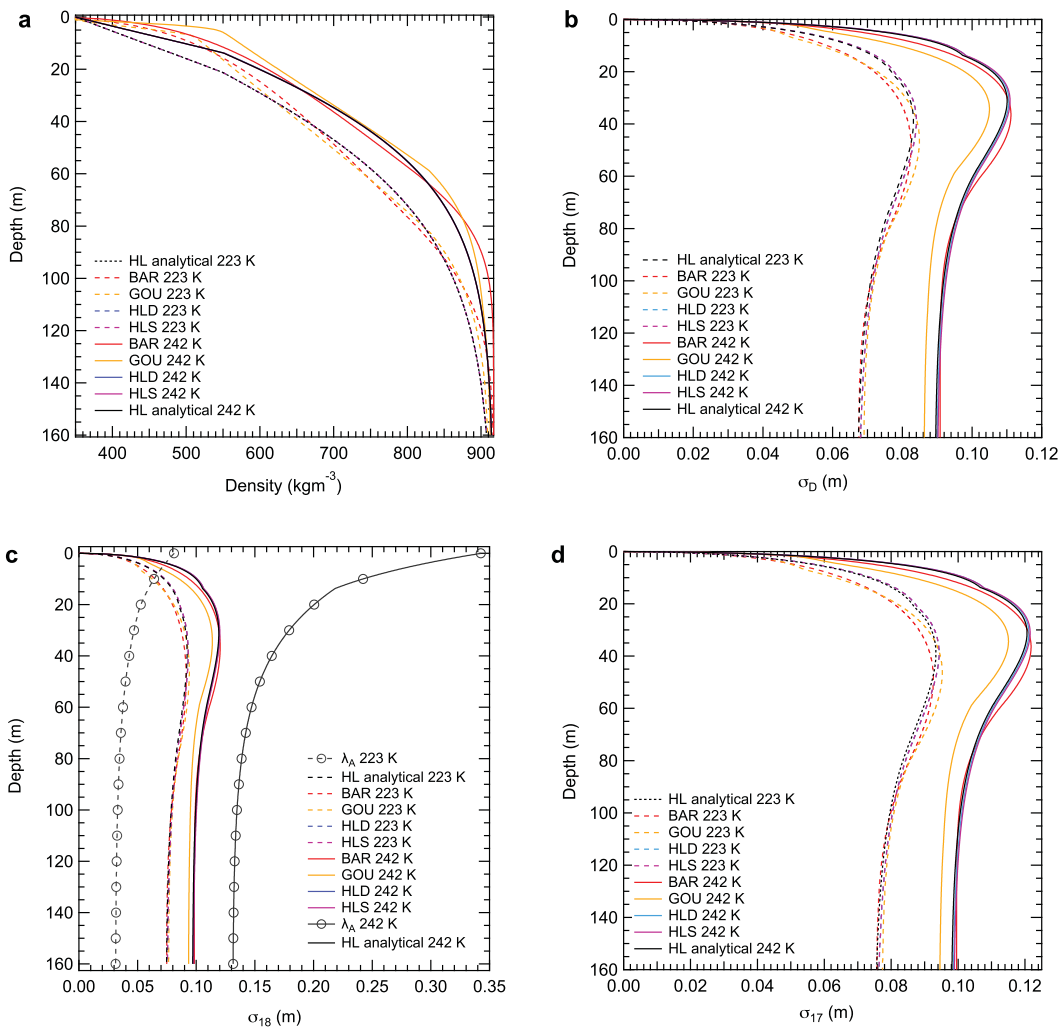 a
0
20
40
60
80
100
120
140
160
Depth (m)
HL analytical 223 K
BAR 223 K
GOU 223 K
HLD 223 K
HLS 223 K
BAR 242 K
GOU 242 K
HLD 242 K
HLS 242 K
HL analytical 242 K
400 500 600 700 800 900
Density (kgm⁻³)
b
0
20
40
60
80
100
120
140
160
Depth (m)
HL analytical 223 K
BAR 223 K
GOU 223 K
HLD 223 K
HLS 223 K
BAR 242 K
GOU 242 K
HLD 242 K
HLS 242 K
HL analytical 242 K
0.00 0.02 0.04 0.06 0.08 0.10 0.12
σD (m)
c
0
20
40
60
80
100
120
140
160
Depth (m)
λA 223 K
HL analytical 223 K
BAR 223 K
GOU 223 K
HLD 223 K
HLS 223 K
BAR 242 K
GOU 242 K
HLD 242 K
HLS 242 K
λA 242 K
HL analytical 242 K
0.00 0.05 0.10 0.15 0.20 0.25 0.30 0.35
σ18 (m)
d
0
20
40
60
80
100
120
140
160
Depth (m)
HL analytical 223 K
BAR 223 K
GOU 223 K
HLD 223 K
HLS 223 K
BAR 242 K
GOU 242 K
HLD 242 K
HLS 242 K
HL analytical 242 K
0.00 0.02 0.04 0.06 0.08 0.10 0.12
σ17 (m)